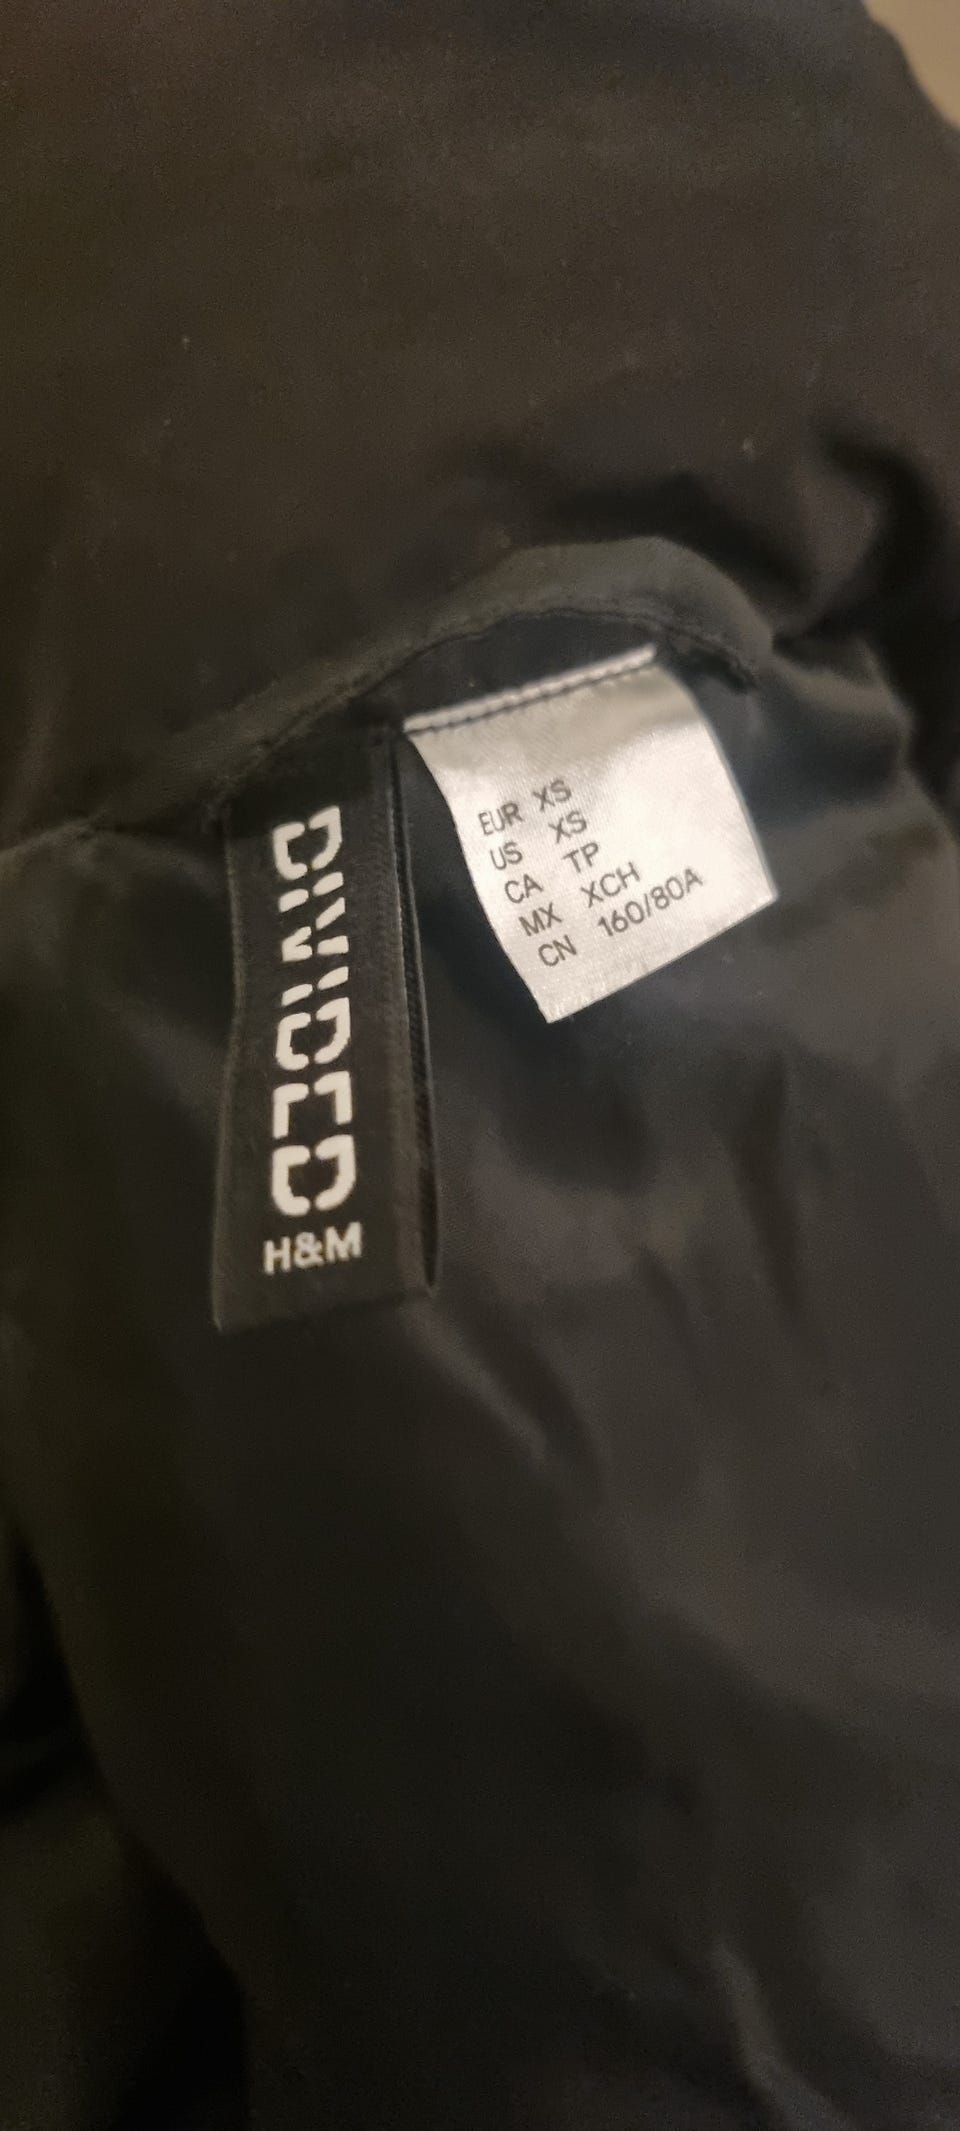 DIVIDED
H&M
EUR XS
US XS
CA TP
MX XCH
CN 160/80A